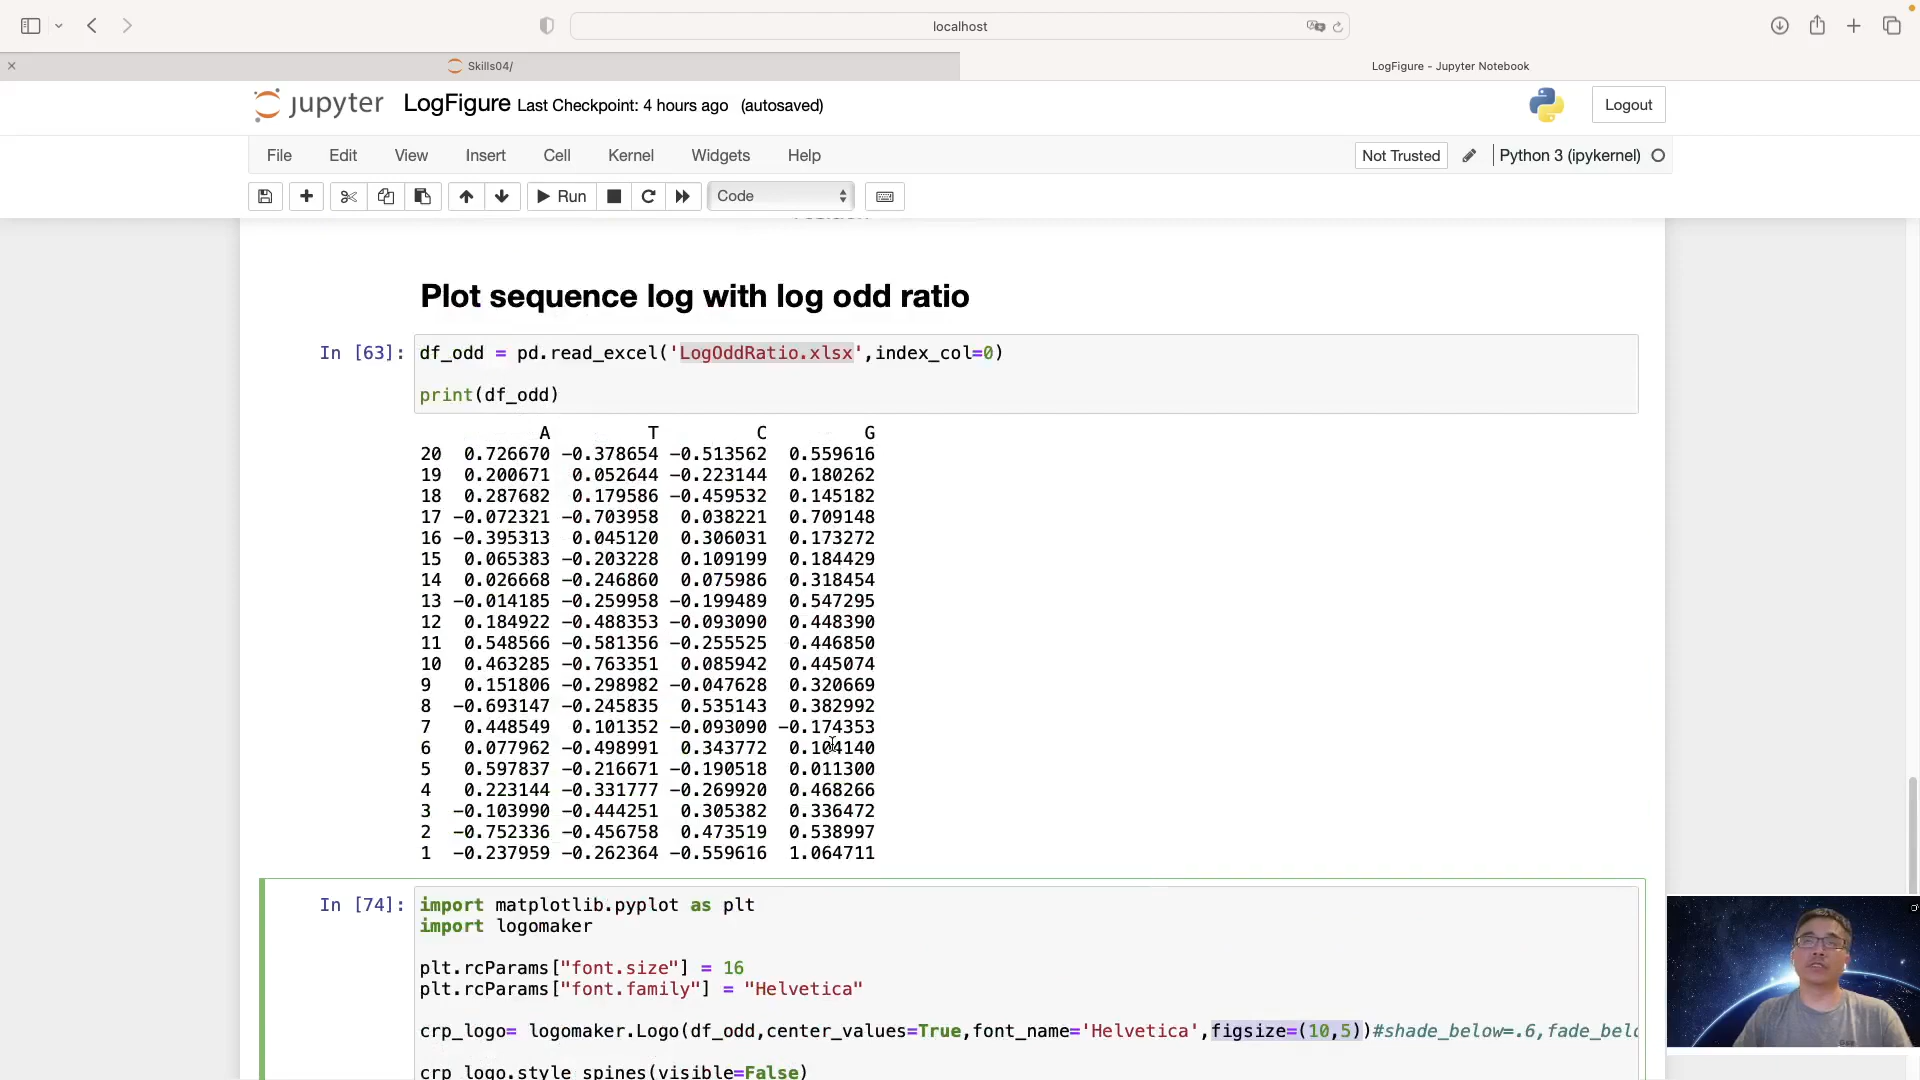 localhost
Skills04/
LogFigure - Jupyter Notebook
jupyter LogFigure Last Checkpoint: 4 hours ago (autosaved)
Logout
File Edit View Insert Cell Kernel Widgets Help
Not Trusted
Python 3 (ipykernel)
Run
Code
Plot sequence log with log odd ratio
In [63]: df_odd = pd.read_excel('LogOddRatio.xlsx',index_col=0)
print(df_odd)
A T C G
20 0.726670 -0.378654 -0.513562 0.559616
19 0.200671 0.052644 -0.223144 0.180262
18 0.287682 0.179586 -0.459532 0.145182
17 -0.072321 -0.703958 0.038221 0.709148
16 -0.395313 0.045120 0.306031 0.173272
15 0.065383 -0.203228 0.109199 0.184429
14 0.026668 -0.246860 0.075986 0.318454
13 -0.014185 -0.259958 -0.199489 0.547295
12 0.184922 -0.488353 -0.093090 0.448390
11 0.548566 -0.581356 -0.255525 0.446850
10 0.463285 -0.763351 0.085942 0.445074
9 0.151806 -0.298982 -0.047628 0.320669
8 -0.693147 -0.245835 0.535143 0.382992
7 0.448549 0.101352 -0.093090 -0.174353
6 0.077962 -0.498991 0.343772 0.104140
5 0.597837 -0.216671 -0.190518 0.011300
4 0.223144 -0.331777 -0.269920 0.468266
3 -0.103990 -0.444251 0.305382 0.336472
2 -0.752336 -0.456758 0.473519 0.538997
1 -0.237959 -0.262364 -0.559616 1.064711
In [74]: import matplotlib.pyplot as plt
import logomaker
plt.rcParams["font.size"] = 16
plt.rcParams["font.family"] = "Helvetica"
crp_logo= logomaker.Logo(df_odd,center_values=True,font_name='Helvetica',figsize=(10,5))#shade_below=.6,fade_belo
crp_logo.style_spines(visible=False)